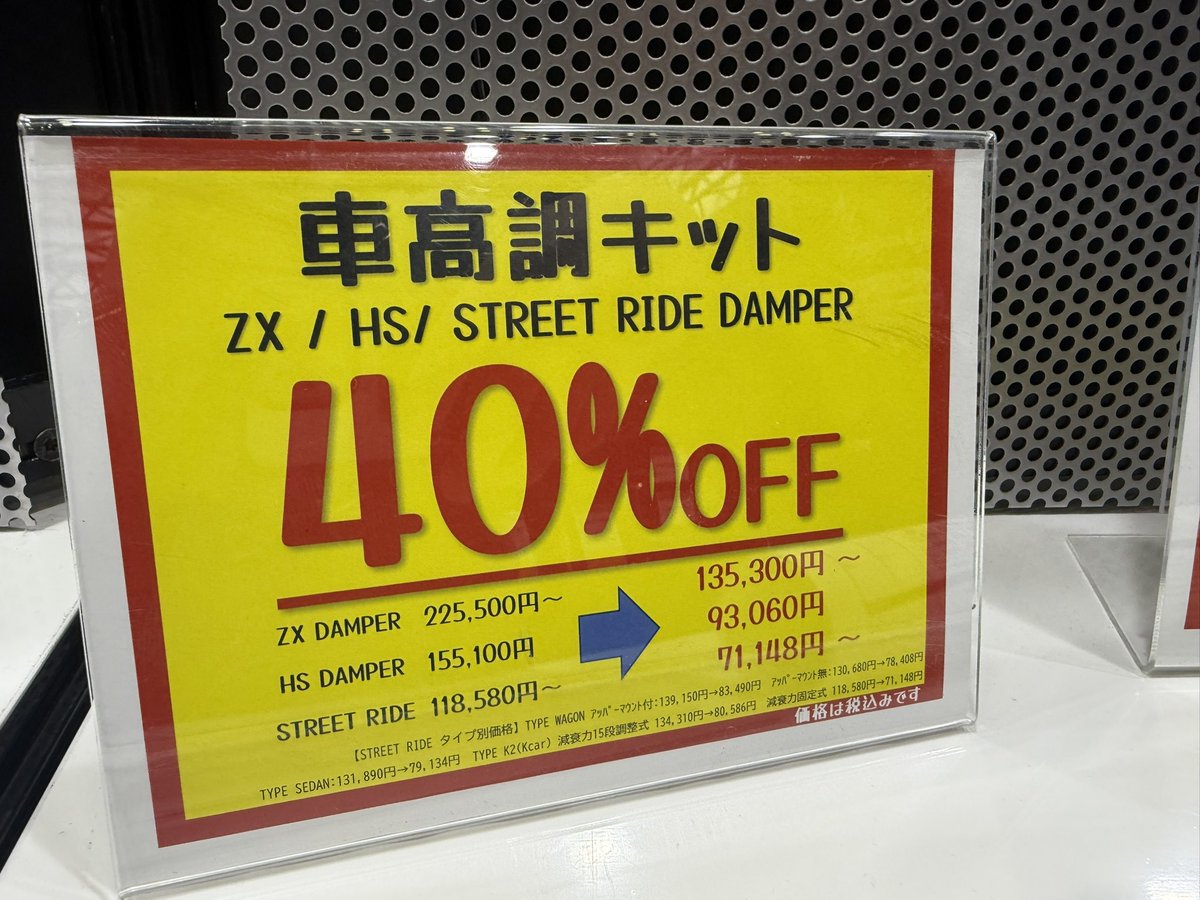 車高調キット
ZX / HS/ STREET RIDE DAMPER
40%OFF
ZX DAMPER 225,500円～ 135,300円 ～
HS DAMPER 155,100円 93,060円
STREET RIDE 118,580円～ 71,148円 ～
【STREET RIDE タイプ別価格】TYPE WAGON アッパーマウント付:139,150円→83,490円 アッパーマウント無:130,680円→78,408円
TYPE SEDAN:131,890円→79,134円 TYPE K2(Kcar) 減衰力15段調整式 134,310円→80,586円 減衰力固定式 118,580円→71,148円
価格は税込みです